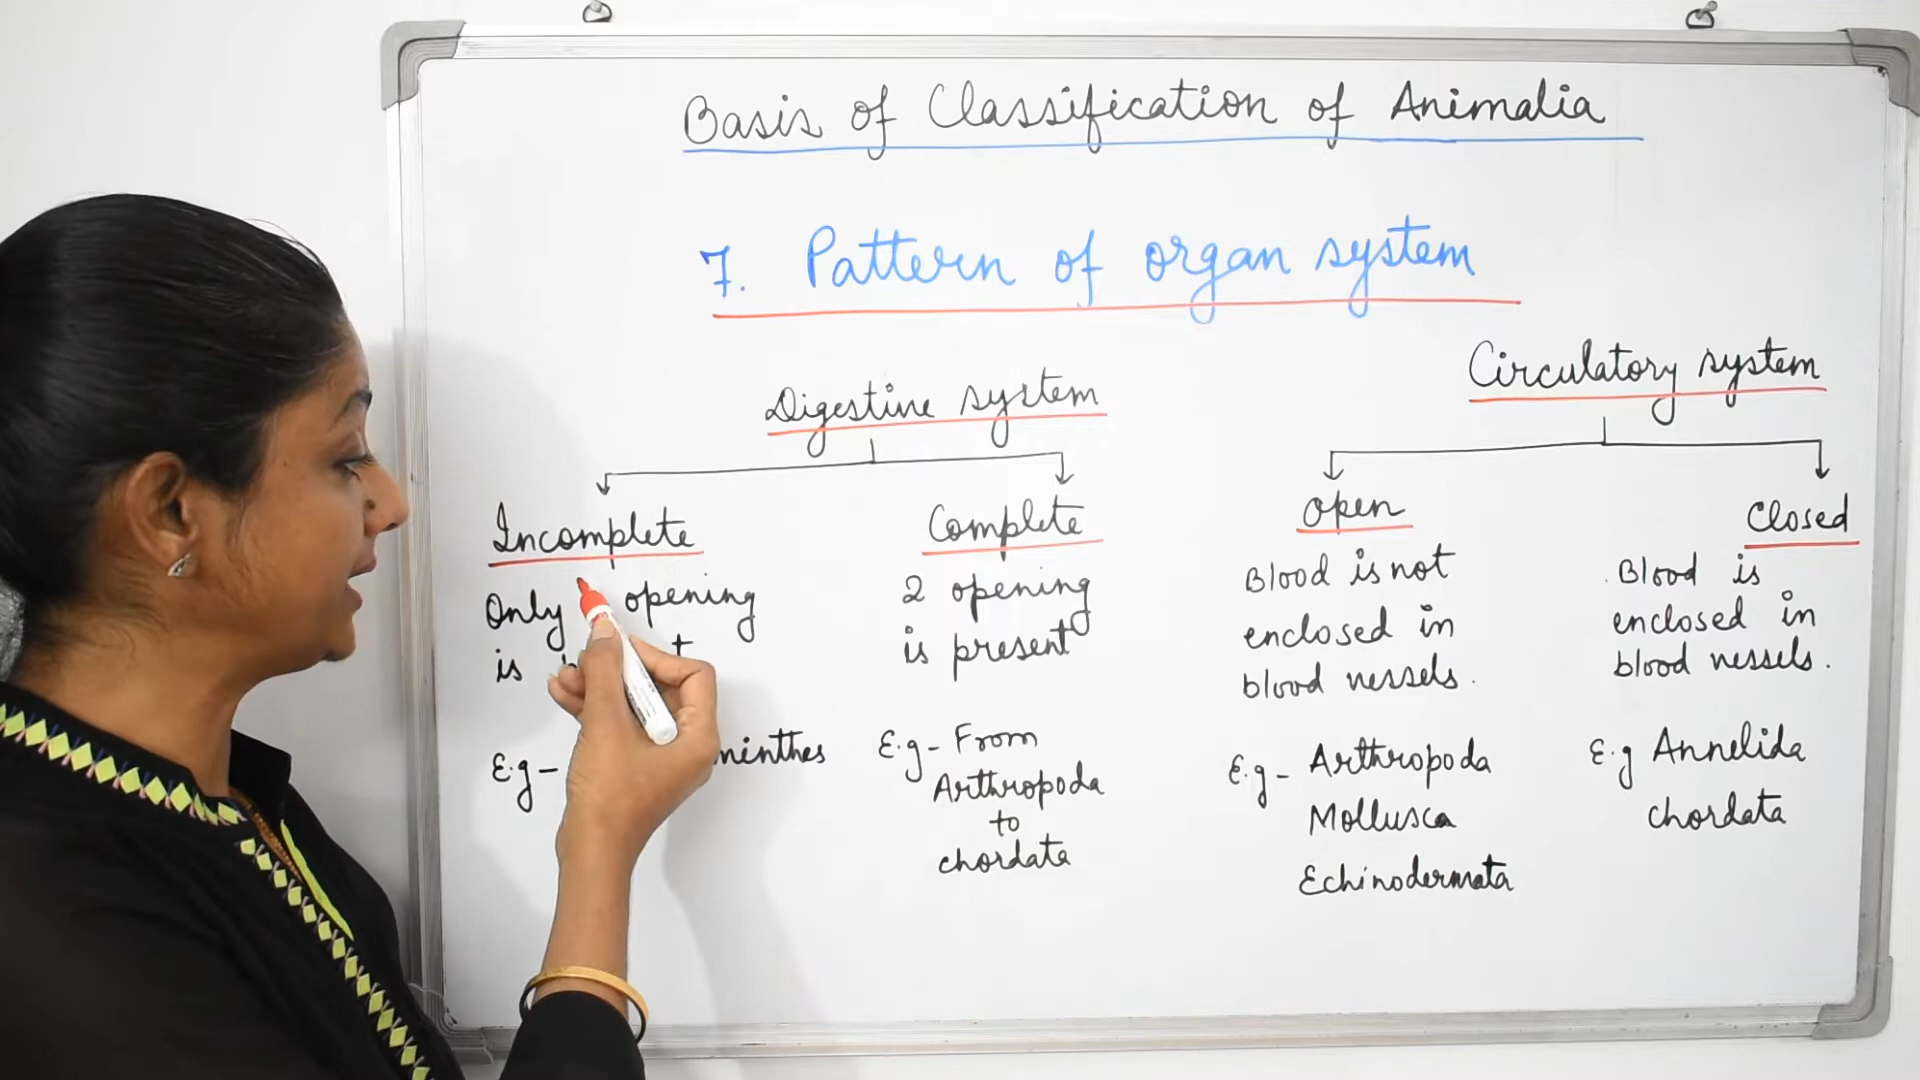 Basis of Classification of Animalia
7. Pattern of organ system
Digestive system
Incomplete
Only opening
is
E.g-
Complete
2 opening
is present
E.g- From
Arthropoda
to
chordata
Circulatory system
Open
Blood is not
enclosed in
blood vessels.
E.g- Arthropoda
Mollusca
Echinodermata
Closed
Blood is
enclosed in
blood vessels.
E.g Annelida
chordata